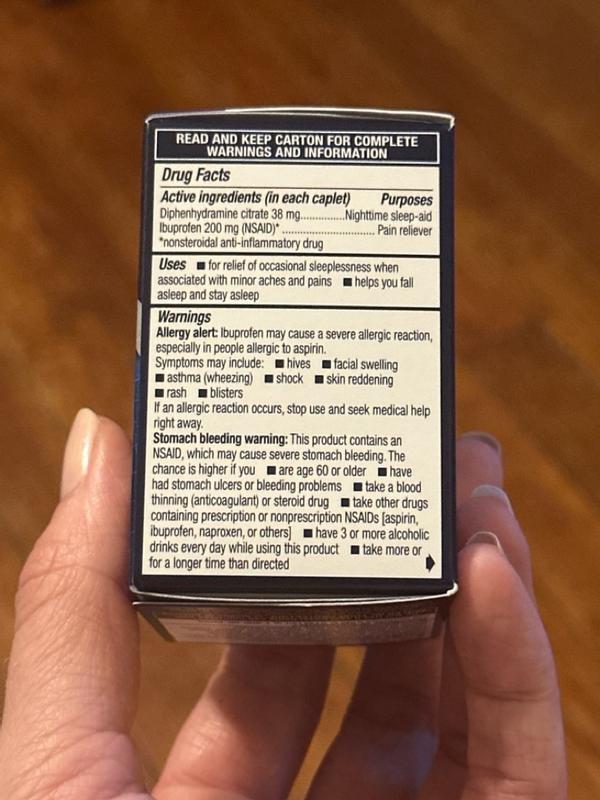 READ AND KEEP CARTON FOR COMPLETE
WARNINGS AND INFORMATION
Drug Facts
Active ingredients (in each caplet) Purposes
Diphenhydramine citrate 38 mg..............Nighttime sleep-aid
Ibuprofen 200 mg (NSAID)* ............................. Pain reliever
*nonsteroidal anti-inflammatory drug
Uses ■ for relief of occasional sleeplessness when
associated with minor aches and pains ■ helps you fall
asleep and stay asleep
Warnings
Allergy alert: Ibuprofen may cause a severe allergic reaction,
especially in people allergic to aspirin.
Symptoms may include: ■ hives ■ facial swelling
■ asthma (wheezing) ■ shock ■ skin reddening
■ rash ■ blisters
If an allergic reaction occurs, stop use and seek medical help
right away.
Stomach bleeding warning: This product contains an
NSAID, which may cause severe stomach bleeding. The
chance is higher if you ■ are age 60 or older ■ have
had stomach ulcers or bleeding problems ■ take a blood
thinning (anticoagulant) or steroid drug ■ take other drugs
containing prescription or nonprescription NSAIDs [aspirin,
ibuprofen, naproxen, or others] ■ have 3 or more alcoholic
drinks every day while using this product ■ take more or
for a longer time than directed